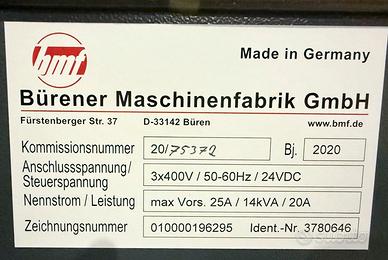 bmf
Made in Germany
Bürener Maschinenfabrik GmbH
Fürstenberger Str. 37 D-33142 Büren www.bmf.de
Kommissionsnummer 20/75372 Bj. 2020
Anschlussspannung/
Steuerspannung 3x400V / 50-60Hz / 24VDC
Nennstrom / Leistung max Vors. 25A / 14kVA / 20A
Zeichnungsnummer 010000196295 Ident.-Nr. 3780646